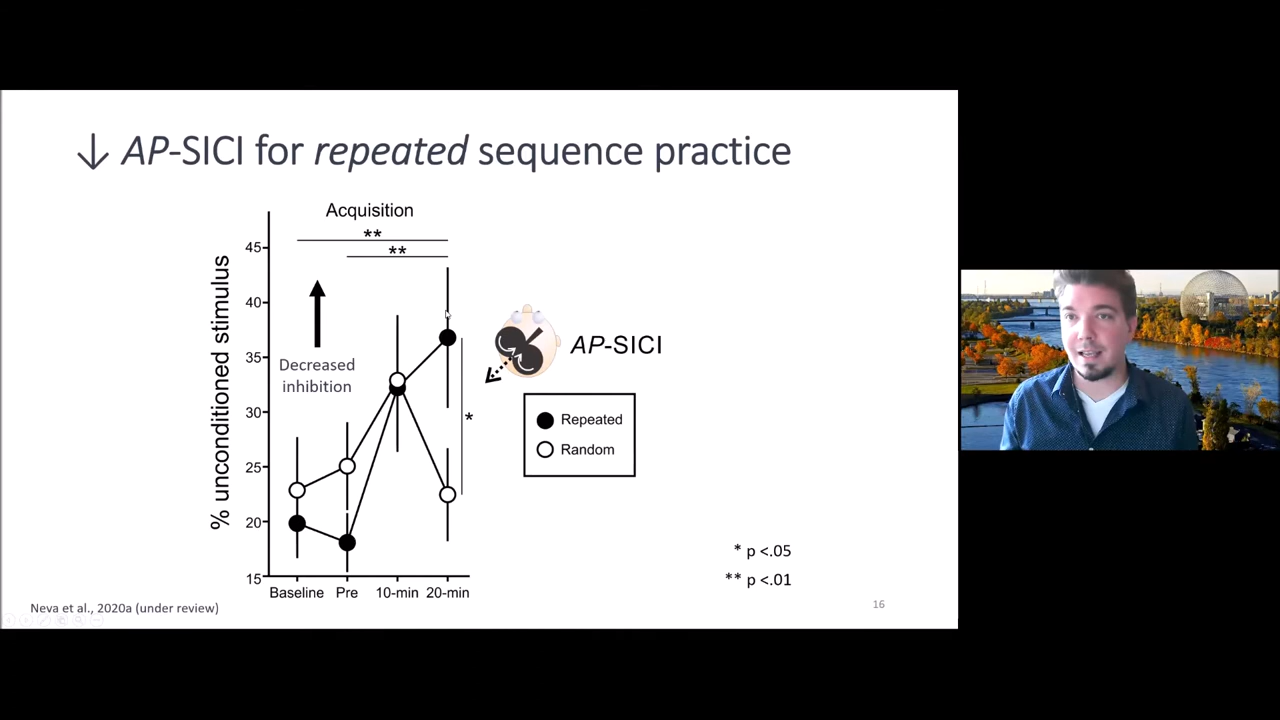 ↓ AP-SICI for repeated sequence practice
Acquisition
**
**
45
40
35
30
25
20
15
% unconditioned stimulus
Decreased
inhibition
*
AP-SICI
Repeated
Random
Baseline Pre 10-min 20-min
* p <.05
** p <.01
Neva et al., 2020a (under review)
16